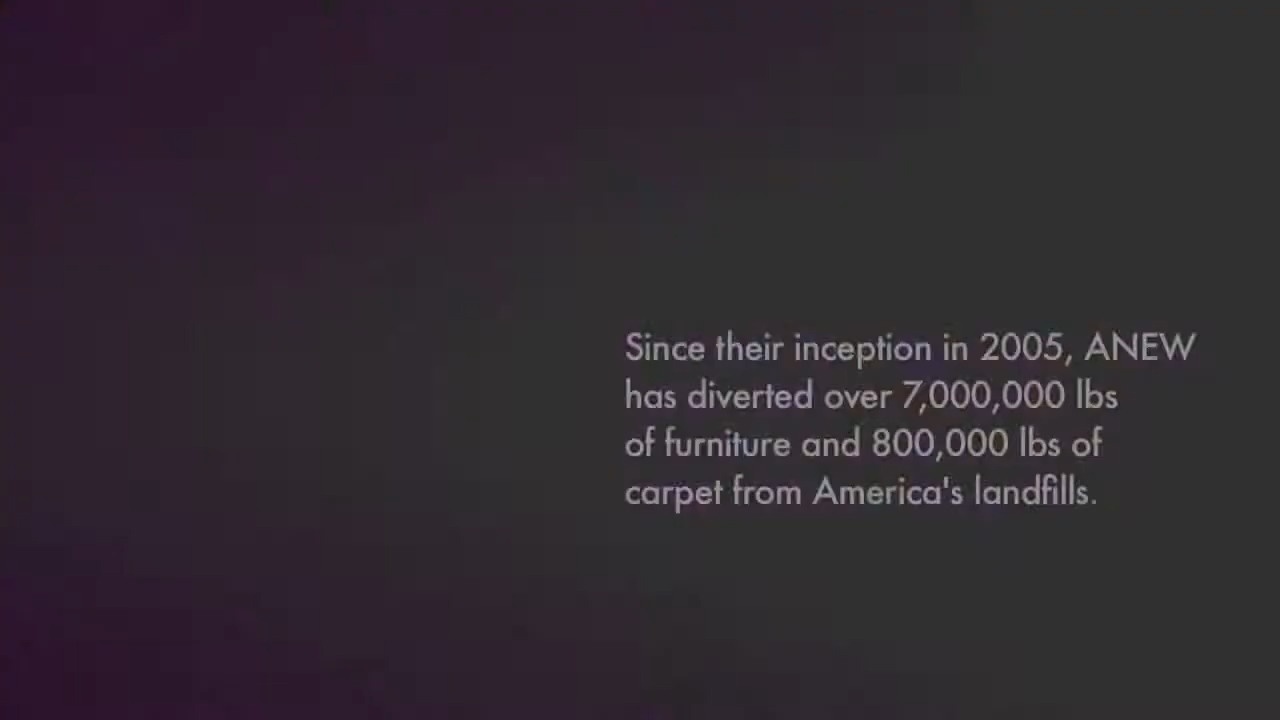 Since their inception in 2005, ANEW
has diverted over 7,000,000 lbs
of furniture and 800,000 lbs of
carpet from America's landfills.